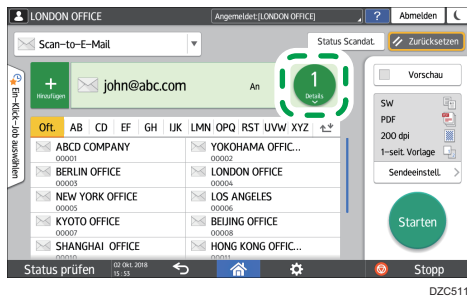 LONDON OFFICE
Angemeldet:[LONDON OFFICE]
?
Abmelden
Scan-to-E-Mail
Status Scandat.
Zurücksetzen
Ein-Klick-Job auswählen
+
Hinzufügen
john@abc.com
An
1
Details
Vorschau
SW
PDF
200 dpi
1-seit. Vorlage
Sendeeinstell.
Starten
Oft. AB CD EF GH IJK LMN OPQ RST UVW XYZ
ABCD COMPANY
00001
YOKOHAMA OFFIC...
00002
BERLIN OFFICE
00003
LONDON OFFICE
00004
NEW YORK OFFICE
00005
LOS ANGELES
00006
KYOTO OFFICE
00007
BEIJING OFFICE
00008
SHANGHAI OFFICE
HONG KONG OFFIC...
Status prüfen
02 Okt. 2018
15 : 53
Stopp
DZC511